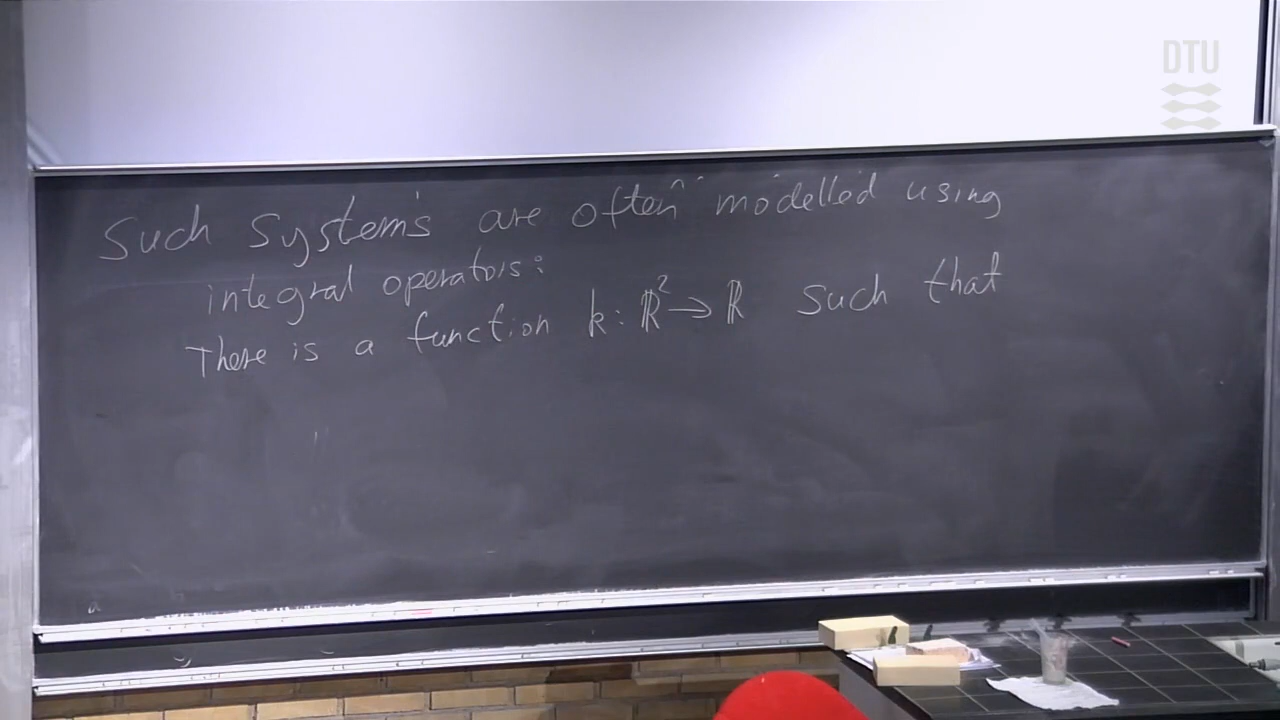 DTU
Such systems are often modelled using
integral operators:
There is a function k: ℝ² → ℝ such that